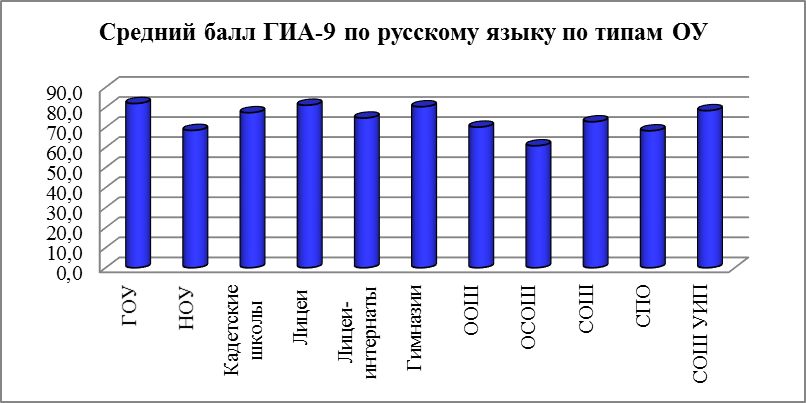 Средний балл ГИА-9 по русскому языку по типам ОУ
90,0
80,0
70,0
60,0
50,0
40,0
30,0
20,0
10,0
0,0
ГОУ
НОУ
Кадетские
школы
Лицеи
Лицеи-
интернаты
Гимназии
ООШ
ОСОШ
СОШ
СПО
СОШ УИП